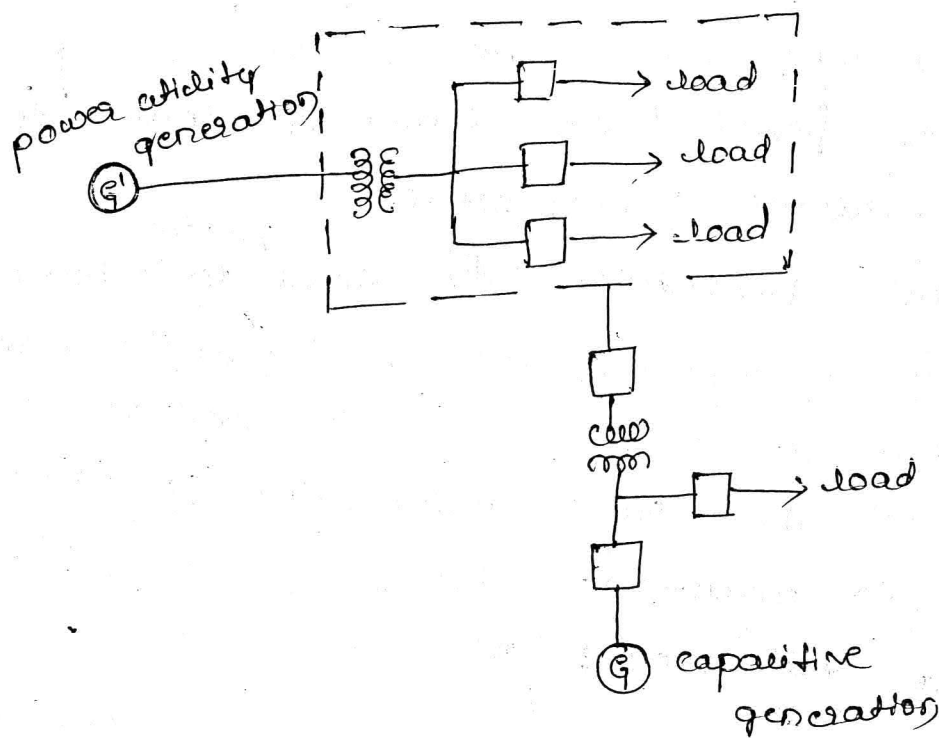 power utility
generation
G'
load
load
load
load
G
capacitive
generation